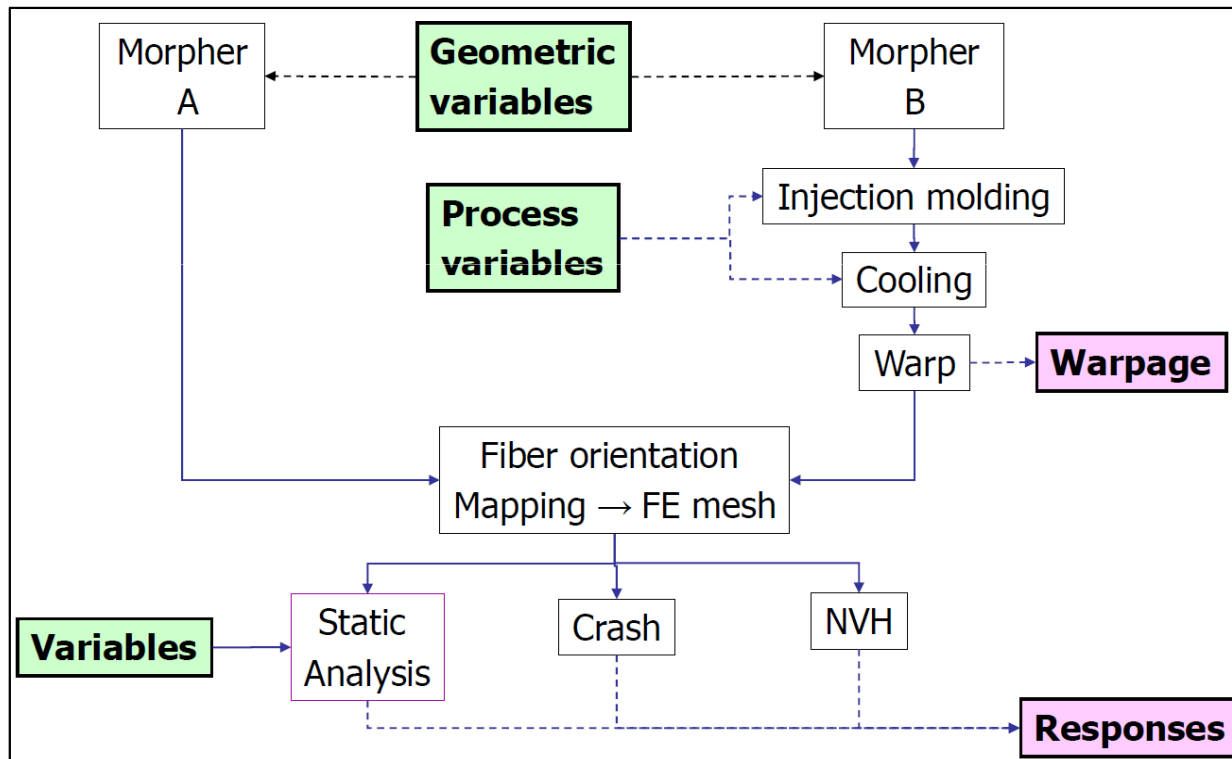 Morpher
A
Geometric
variables
Morpher
B
Process
variables
Injection molding
Cooling
Warp
Warpage
Fiber orientation
Mapping → FE mesh
Variables
Static
Analysis
Crash
NVH
Responses